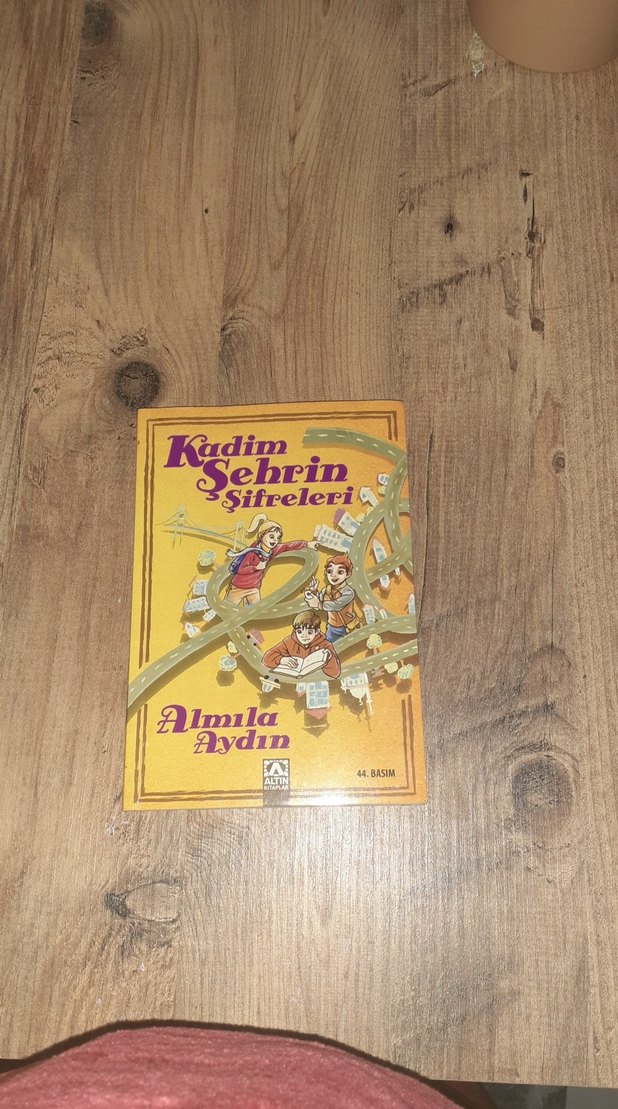 Kadim
Şehrin
Şifreleri
Almıla
Aydın
ALTIN
KİTAPLAR
44. BASIM